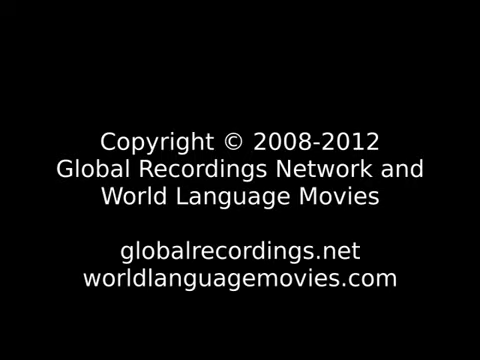 Copyright © 2008-2012
Global Recordings Network and
World Language Movies
globalrecordings.net
worldlanguagemovies.com